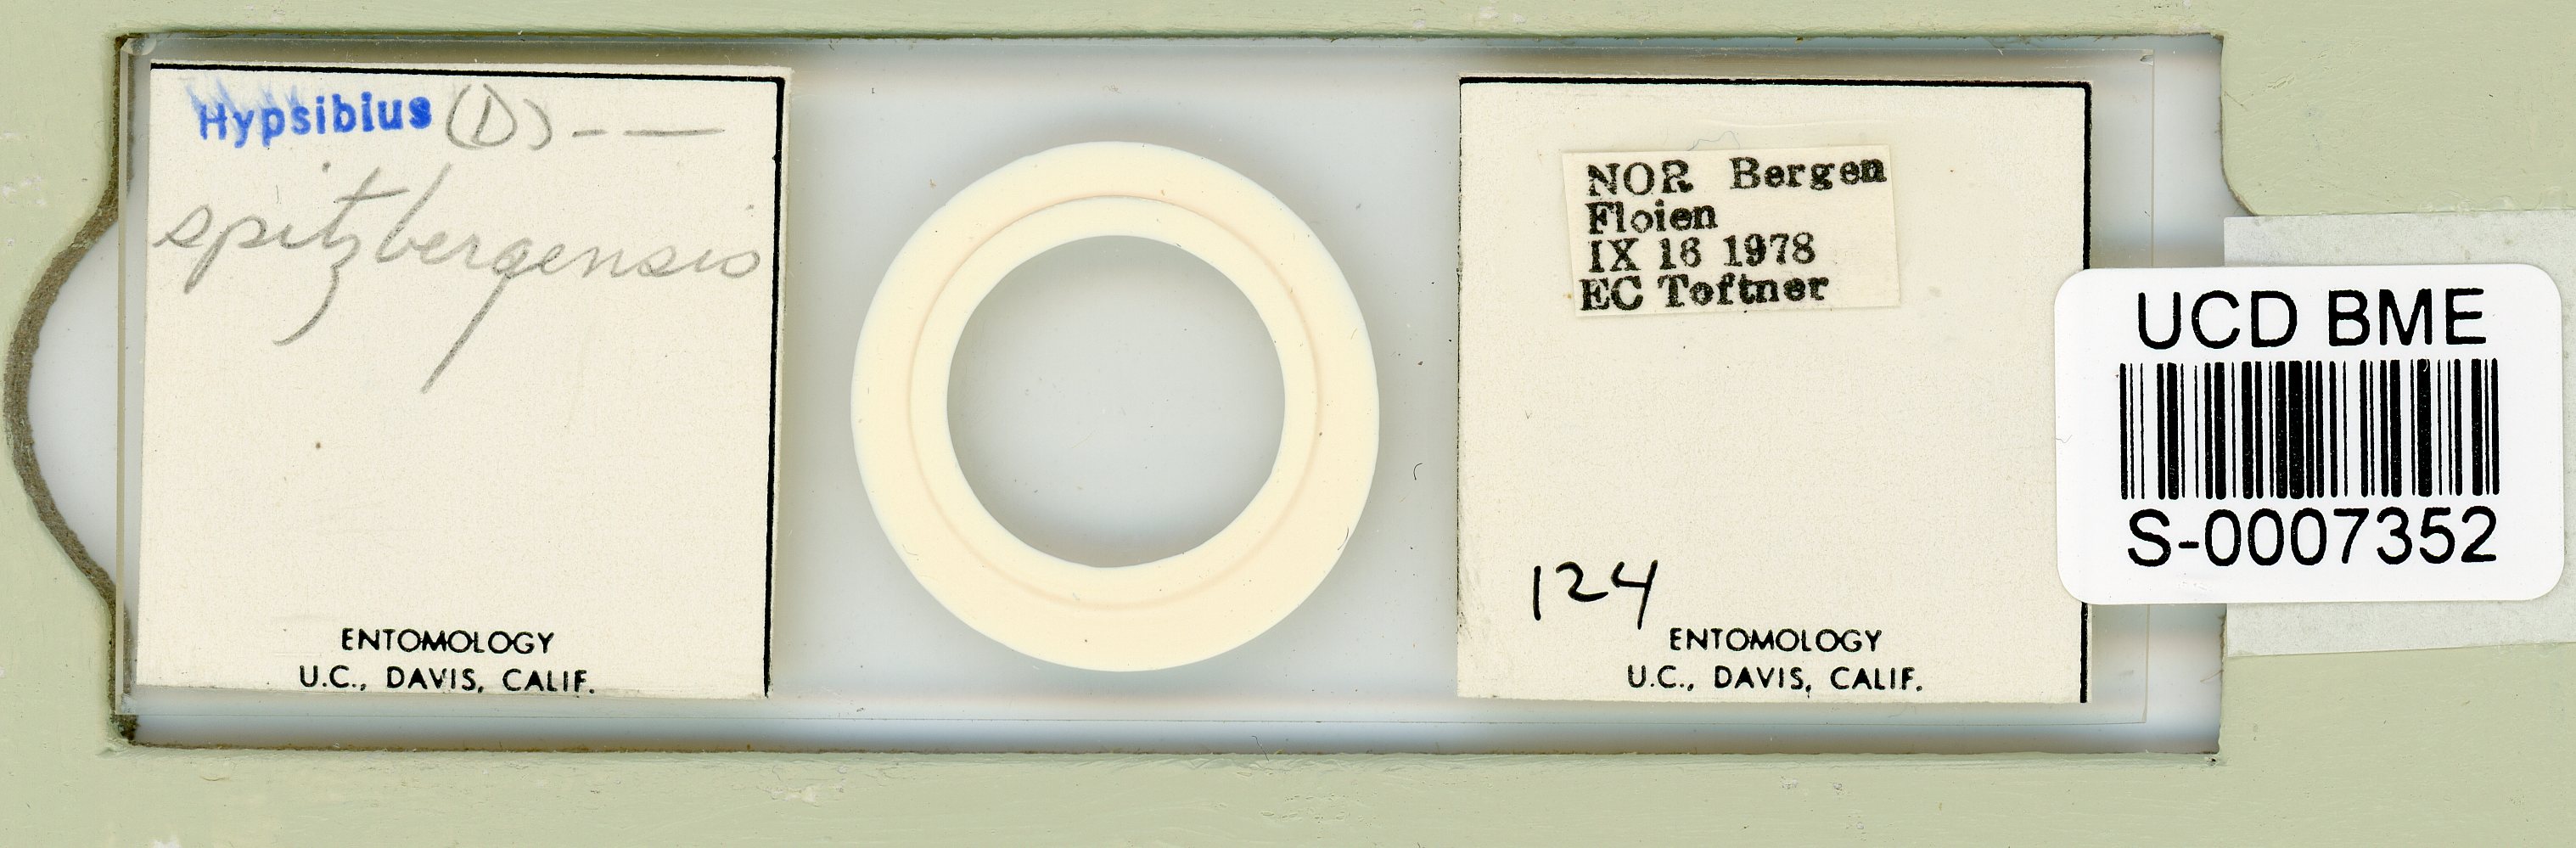 Hypsibius (D) - —
spitzbergensis
ENTOMOLOGY
U.C., DAVIS, CALIF.
NOR Bergen
Floien
IX 16 1978
EC Toftner
124
ENTOMOLOGY
U.C., DAVIS, CALIF.
UCD BME
S-0007352